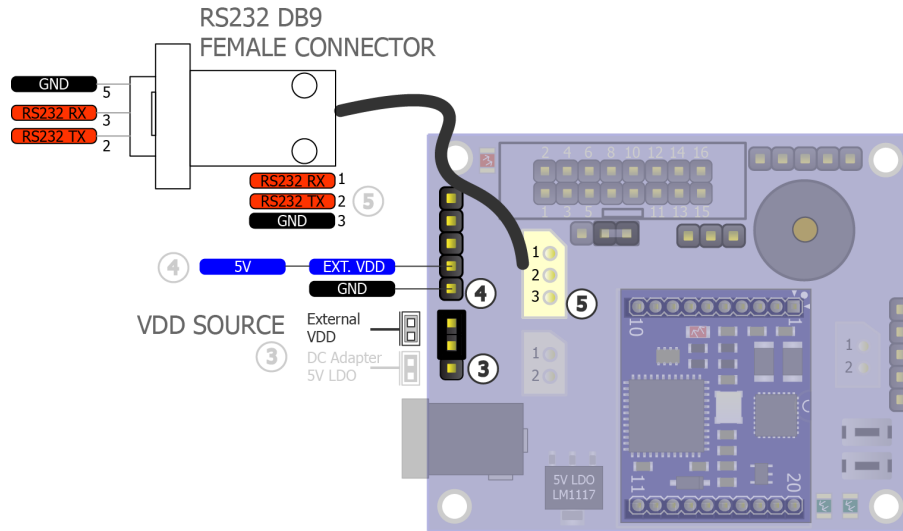 RS232 DB9
FEMALE CONNECTOR
GND
5
RS232 RX
3
RS232 TX
2
RS232 RX 1
RS232 TX 2
5
GND 3
4
5V
EXT. VDD
GND
4
VDD SOURCE
3
External
VDD
DC Adapter
5V LDO
3
2 4 6 8 10 12 14 16
1 3 5 11 13 15
1
2
3
5
1
2
10
1
11
20
1
2
5V LDO
LM1117